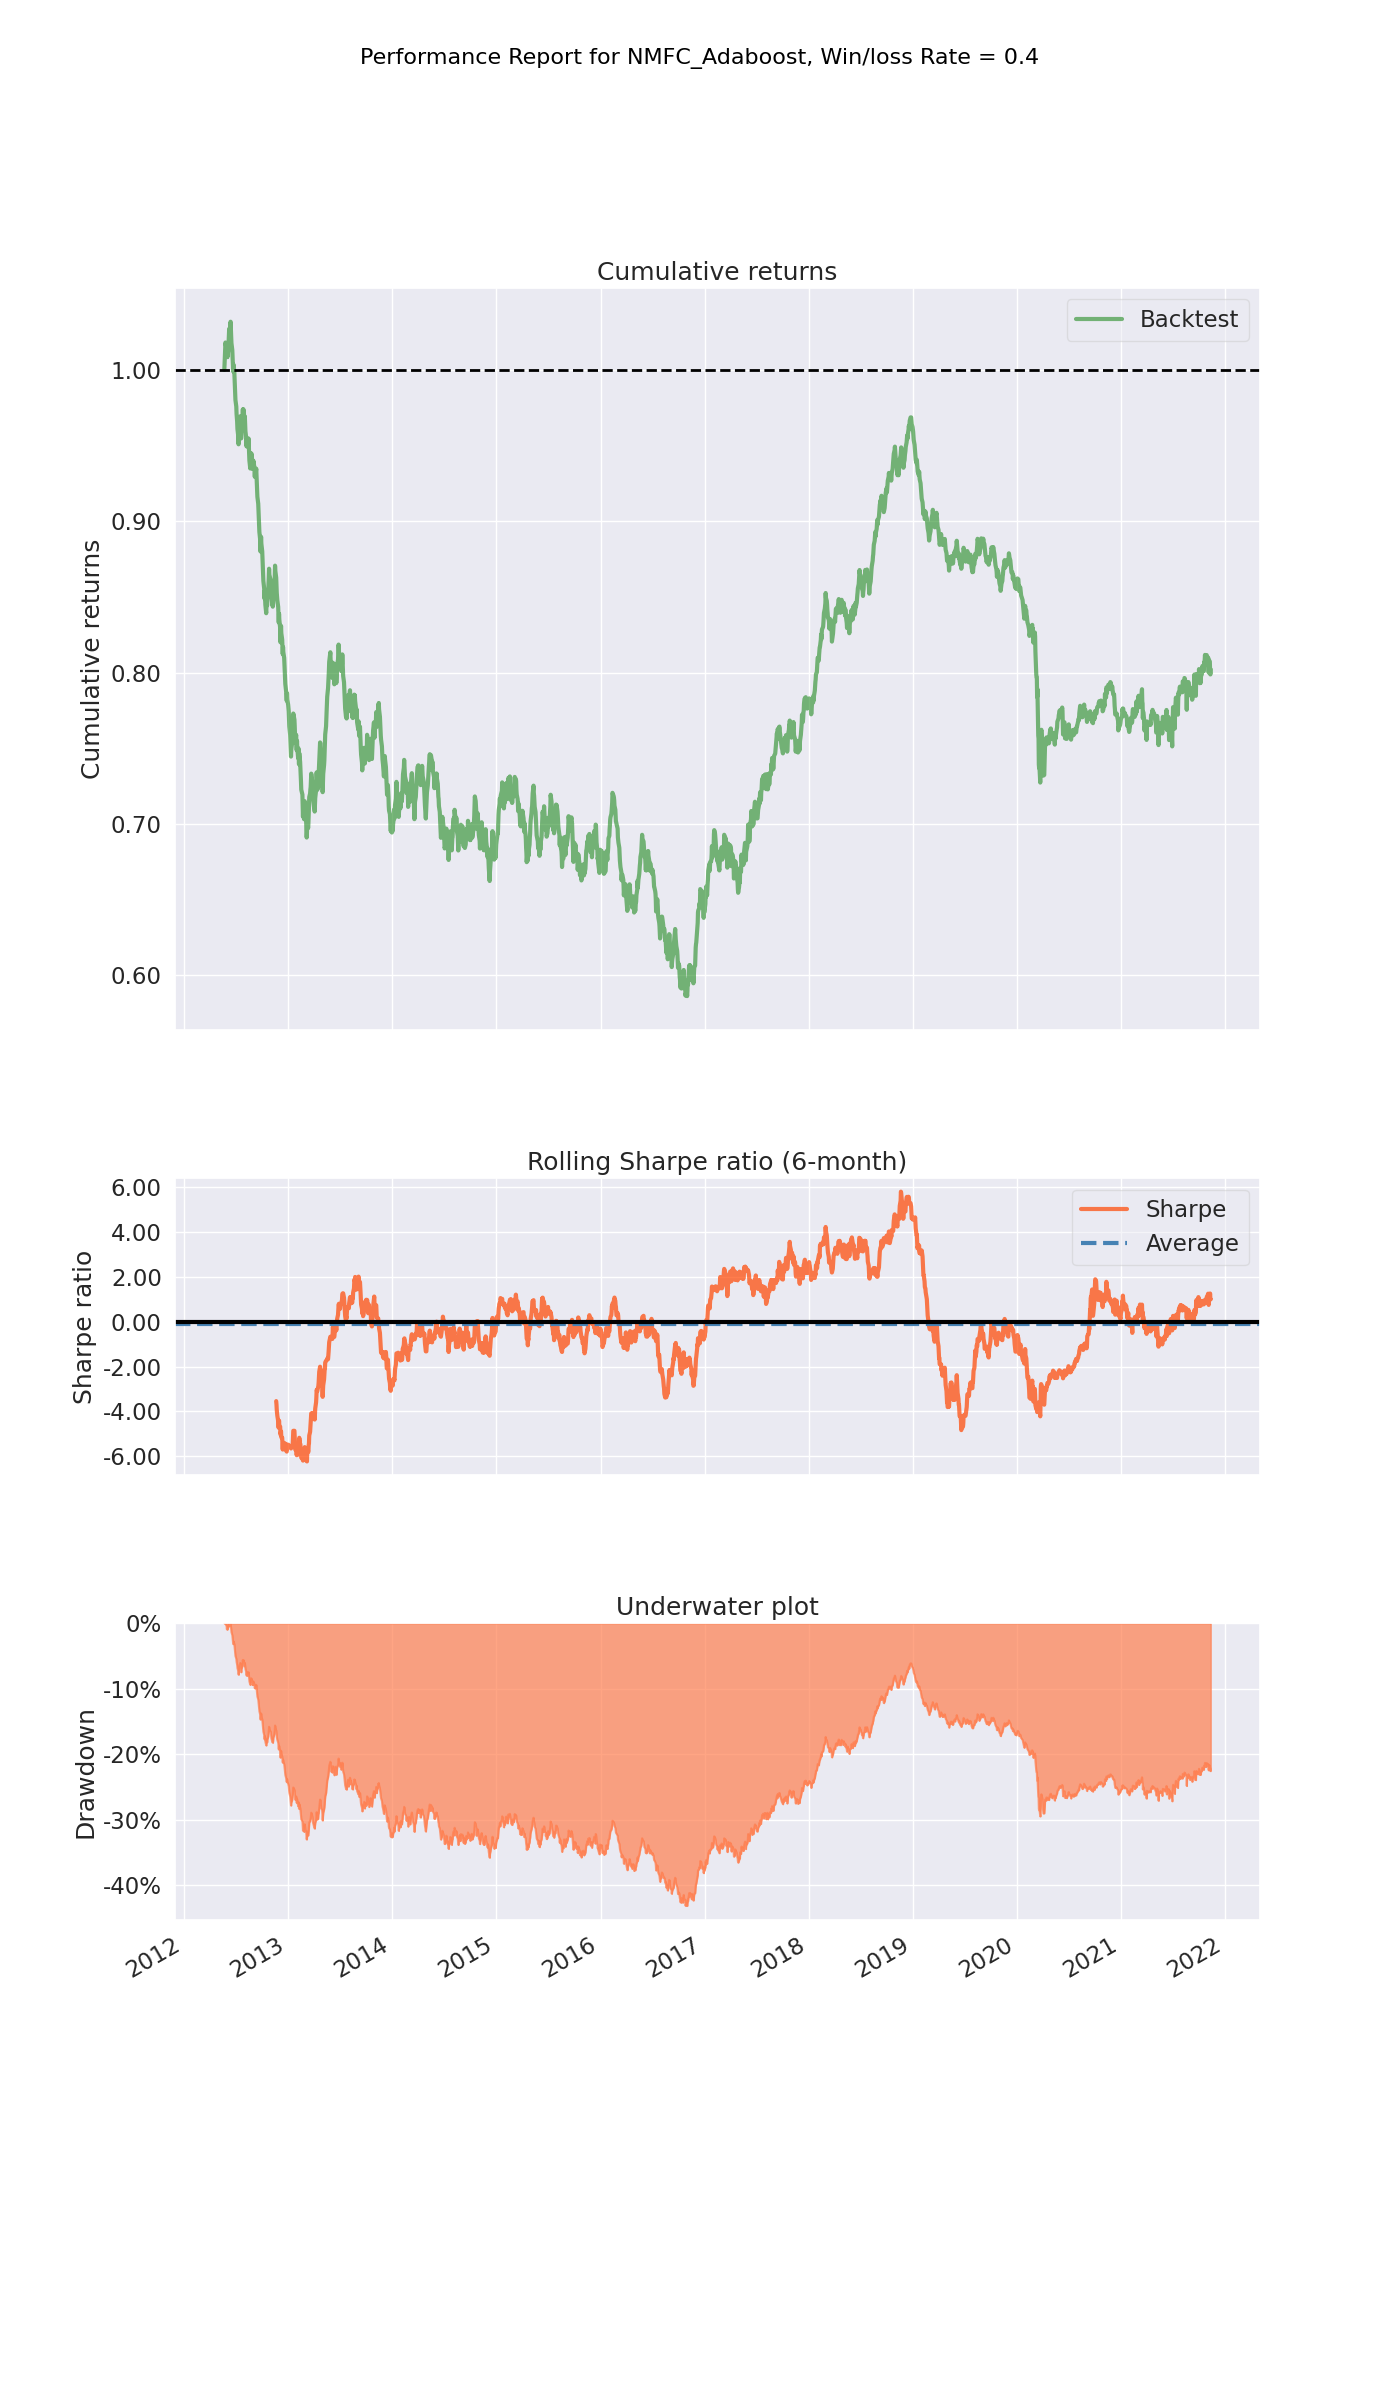 Performance Report for NMFC_Adaboost, Win/loss Rate = 0.4
Cumulative returns
Backtest
1.00
0.90
0.80
0.70
0.60
Cumulative returns
Rolling Sharpe ratio (6-month)
Sharpe
Average
6.00
4.00
2.00
0.00
-2.00
-4.00
-6.00
Sharpe ratio
Underwater plot
0%
-10%
-20%
-30%
-40%
Drawdown
2012
2013
2014
2015
2016
2017
2018
2019
2020
2021
2022